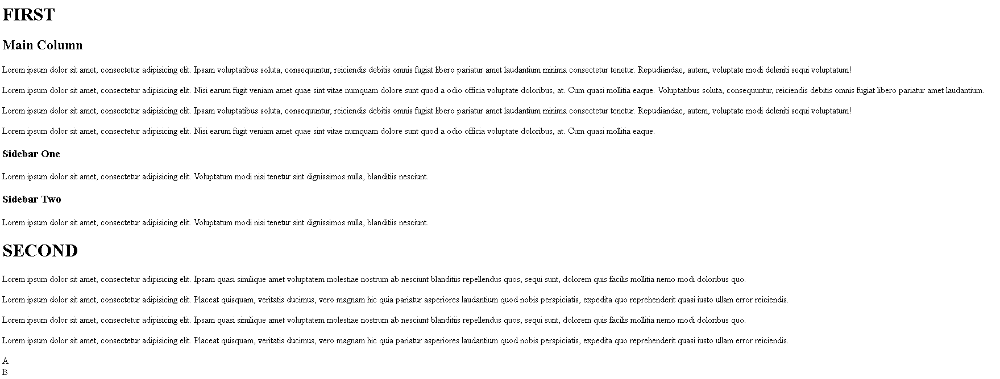 FIRST
Main Column
Lorem ipsum dolor sit amet, consectetur adipisicing elit. Ipsam voluptatibus soluta, consequuntur, reiciendis debitis omnis fugiat libero pariatur amet laudantium minima consectetur tenetur. Repudiandae, autem, voluptate modi deleniti sequi voluptatum!
Lorem ipsum dolor sit amet, consectetur adipisicing elit. Nisi earum fugit veniam amet quae sint vitae numquam dolore sunt quod a odio officia voluptate doloribus, at. Cum quasi mollitia eaque. Voluptatibus soluta, consequuntur, reiciendis debitis omnis fugiat libero pariatur amet laudantium.
Lorem ipsum dolor sit amet, consectetur adipisicing elit. Ipsam voluptatibus soluta, consequuntur, reiciendis debitis omnis fugiat libero pariatur amet laudantium minima consectetur tenetur. Repudiandae, autem, voluptate modi deleniti sequi voluptatum!
Lorem ipsum dolor sit amet, consectetur adipisicing elit. Nisi earum fugit veniam amet quae sint vitae numquam dolore sunt quod a odio officia voluptate doloribus, at. Cum quasi mollitia eaque.
Sidebar One
Lorem ipsum dolor sit amet, consectetur adipisicing elit. Voluptatum modi nisi tenetur sint dignissimos nulla, blanditiis nesciunt.
Sidebar Two
Lorem ipsum dolor sit amet, consectetur adipisicing elit. Voluptatum modi nisi tenetur sint dignissimos nulla, blanditiis nesciunt.
SECOND
Lorem ipsum dolor sit amet, consectetur adipisicing elit. Ipsam quasi similique amet voluptatem molestiae nostrum ab nesciunt blanditiis repellendus quos, sequi sunt, dolorem quis facilis mollitia nemo modi doloribus quo.
Lorem ipsum dolor sit amet, consectetur adipisicing elit. Placeat quisquam, veritatis ducimus, vero magnam hic quia pariatur asperiores laudantium quod nobis perspiciatis, expedita quo reprehenderit quasi iusto ullam error reiciendis.
Lorem ipsum dolor sit amet, consectetur adipisicing elit. Ipsam quasi similique amet voluptatem molestiae nostrum ab nesciunt blanditiis repellendus quos, sequi sunt, dolorem quis facilis mollitia nemo modi doloribus quo.
Lorem ipsum dolor sit amet, consectetur adipisicing elit. Placeat quisquam, veritatis ducimus, vero magnam hic quia pariatur asperiores laudantium quod nobis perspiciatis, expedita quo reprehenderit quasi iusto ullam error reiciendis.
A
B